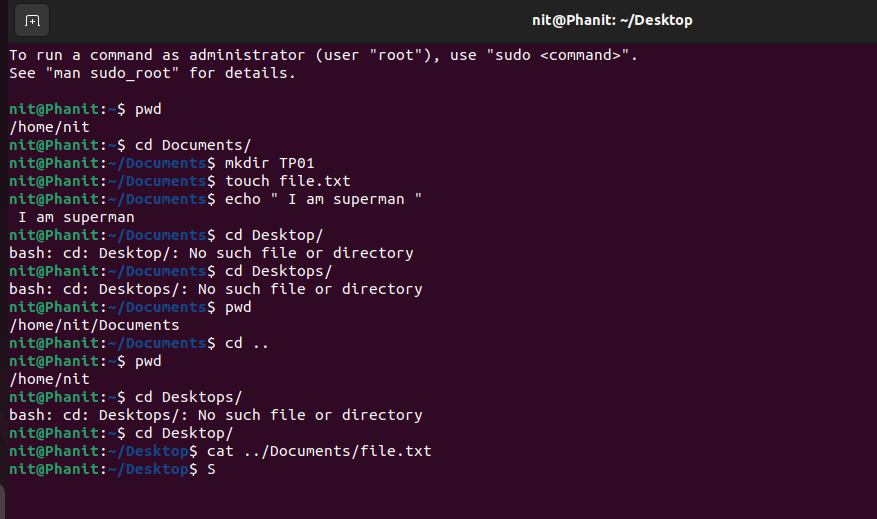 nit@Phanit: ~/Desktop
To run a command as administrator (user "root"), use "sudo <command>".
See "man sudo_root" for details.

nit@Phanit:~$ pwd
/home/nit
nit@Phanit:~$ cd Documents/
nit@Phanit:~/Documents$ mkdir TP01
nit@Phanit:~/Documents$ touch file.txt
nit@Phanit:~/Documents$ echo " I am superman "
 I am superman
nit@Phanit:~/Documents$ cd Desktop/
bash: cd: Desktop/: No such file or directory
nit@Phanit:~/Documents$ cd Desktops/
bash: cd: Desktops/: No such file or directory
nit@Phanit:~/Documents$ pwd
/home/nit/Documents
nit@Phanit:~/Documents$ cd ..
nit@Phanit:~$ pwd
/home/nit
nit@Phanit:~$ cd Desktops/
bash: cd: Desktops/: No such file or directory
nit@Phanit:~$ cd Desktop/
nit@Phanit:~/Desktop$ cat ../Documents/file.txt
nit@Phanit:~/Desktop$ S